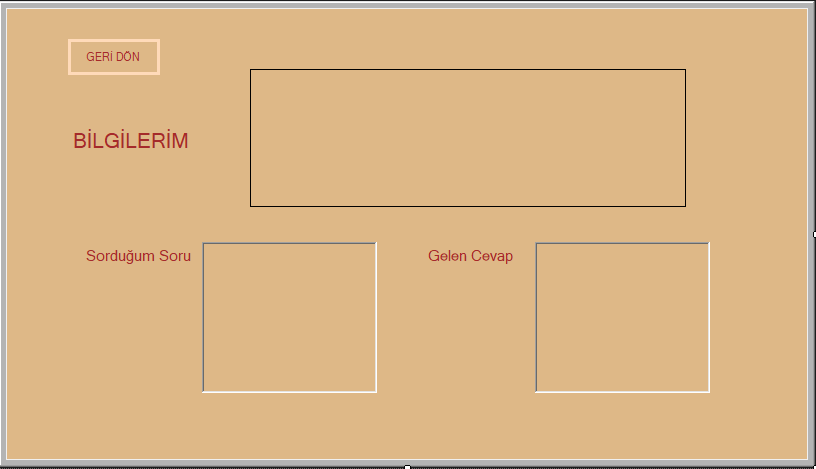 GERİ DÖN
BİLGİLERİM
Sorduğum Soru
Gelen Cevap